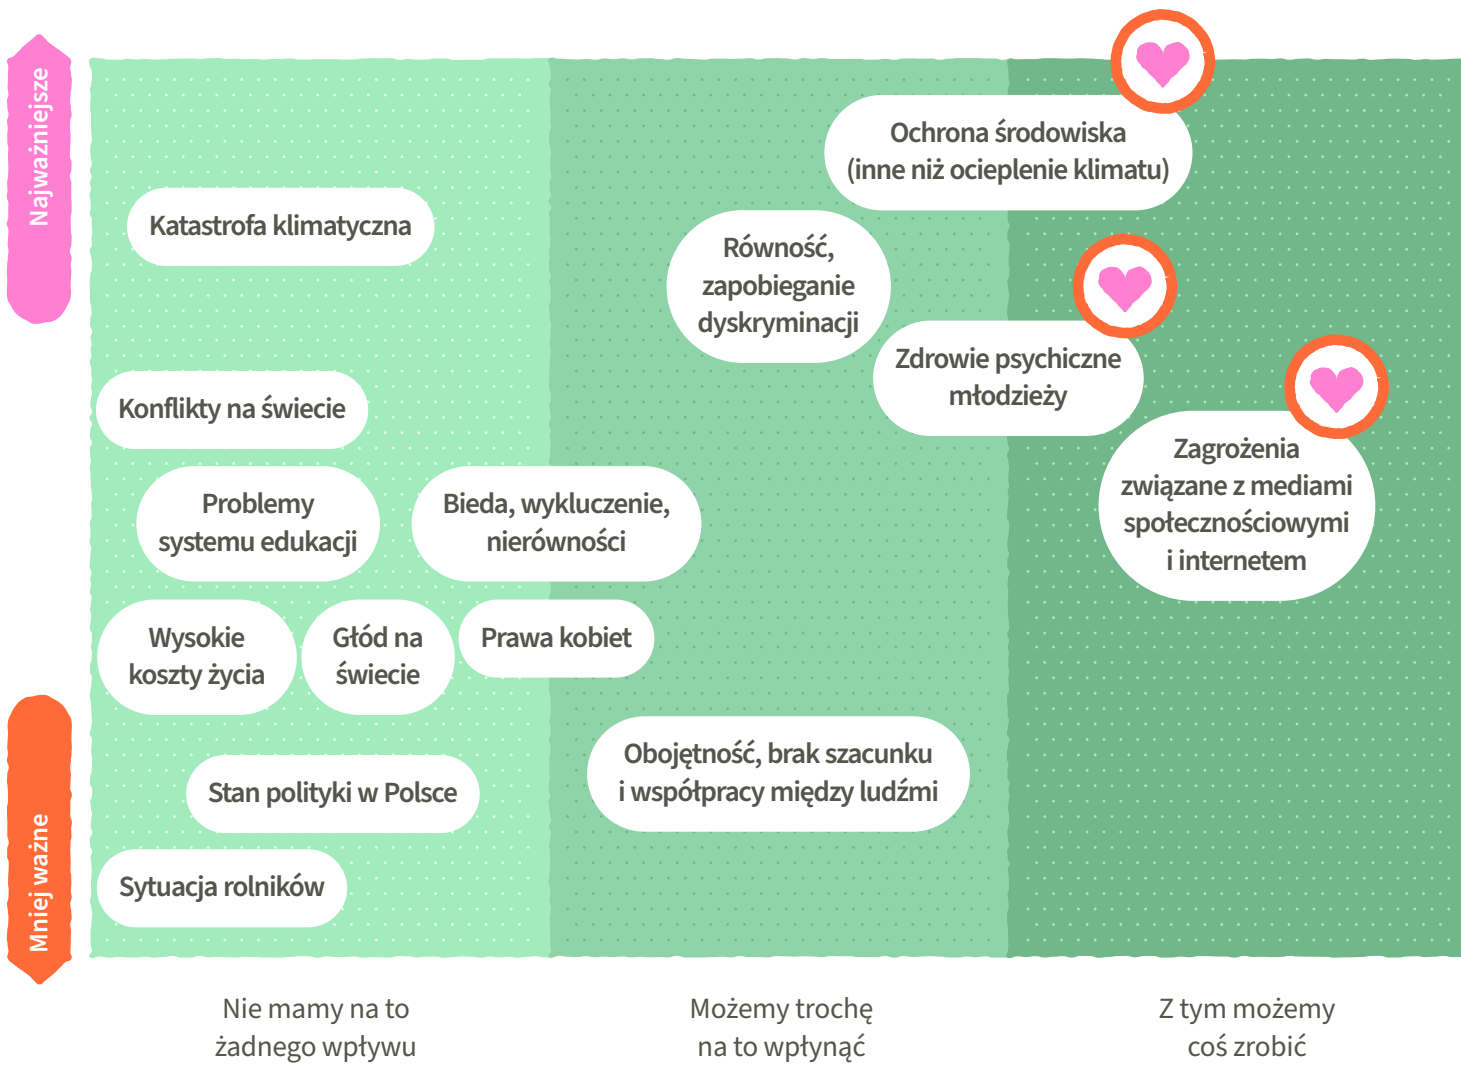 Najważniejsze
Ochrona środowiska
(inne niż ocieplenie klimatu)
Katastrofa klimatyczna
Równość,
zapobieganie
dyskryminacji
Zdrowie psychiczne
młodzieży
Konflikty na świecie
Zagrożenia
związane z mediami
społecznościowymi
i internetem
Problemy
systemu edukacji
Bieda, wykluczenie,
nierówności
Wysokie
koszty życia
Głód na
świecie
Prawa kobiet
Obojętność, brak szacunku
i współpracy między ludźmi
Stan polityki w Polsce
Sytuacja rolników
Mniej ważne
Nie mamy na to
żadnego wpływu
Możemy trochę
na to wpłynąć
Z tym możemy
coś zrobić